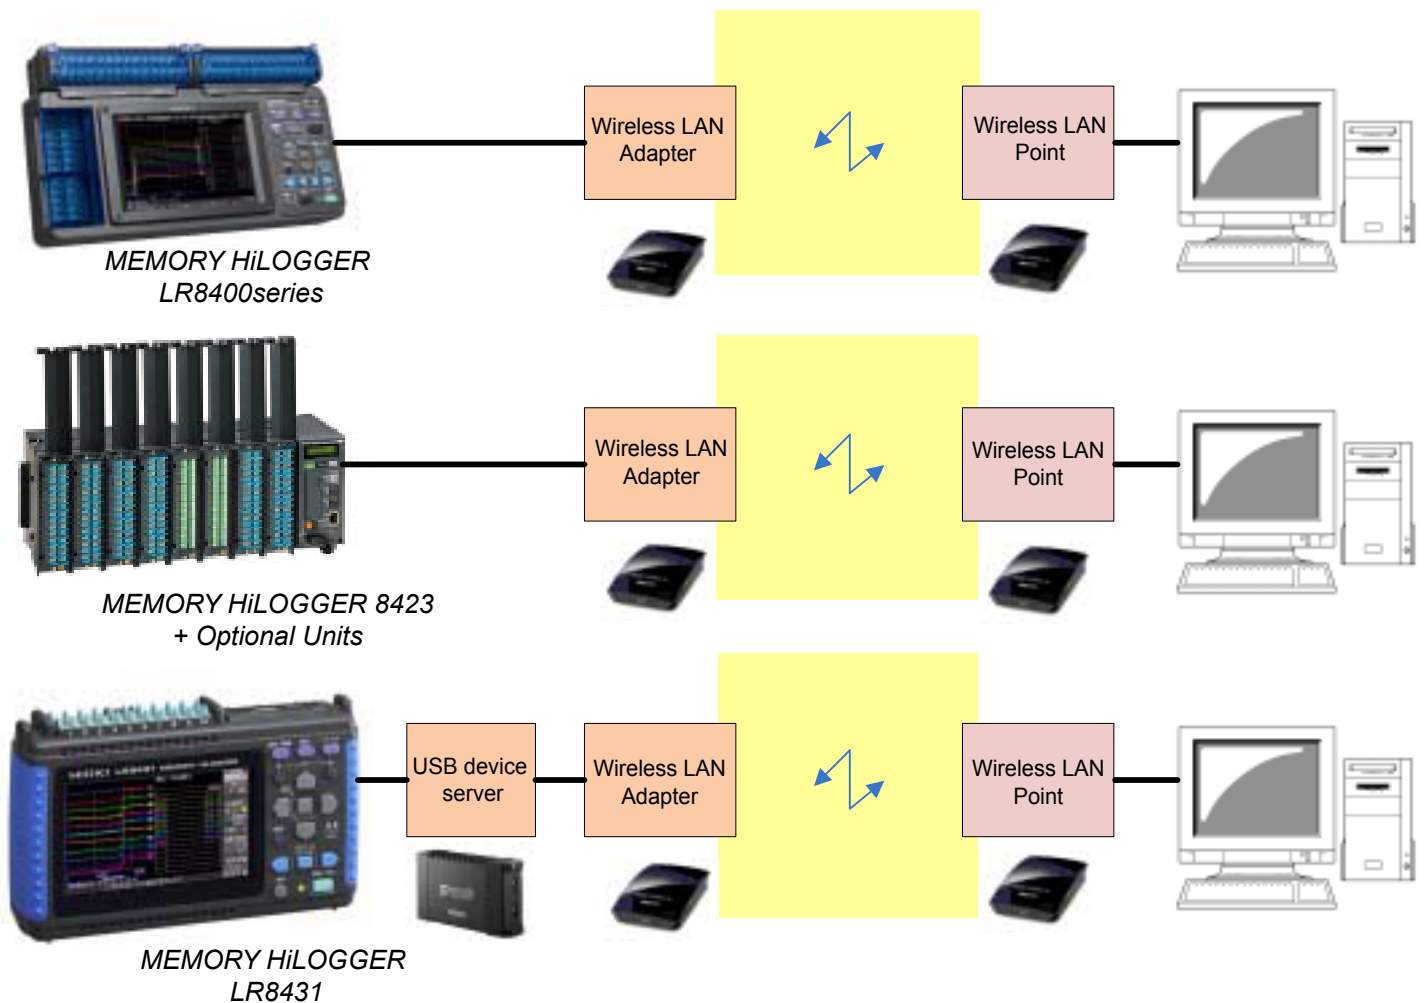 Wireless LAN
Adapter
Wireless LAN
Point
MEMORY HiLOGGER
LR8400series
Wireless LAN
Adapter
Wireless LAN
Point
MEMORY HiLOGGER 8423
+ Optional Units
USB device
server
Wireless LAN
Adapter
Wireless LAN
Point
MEMORY HiLOGGER
LR8431